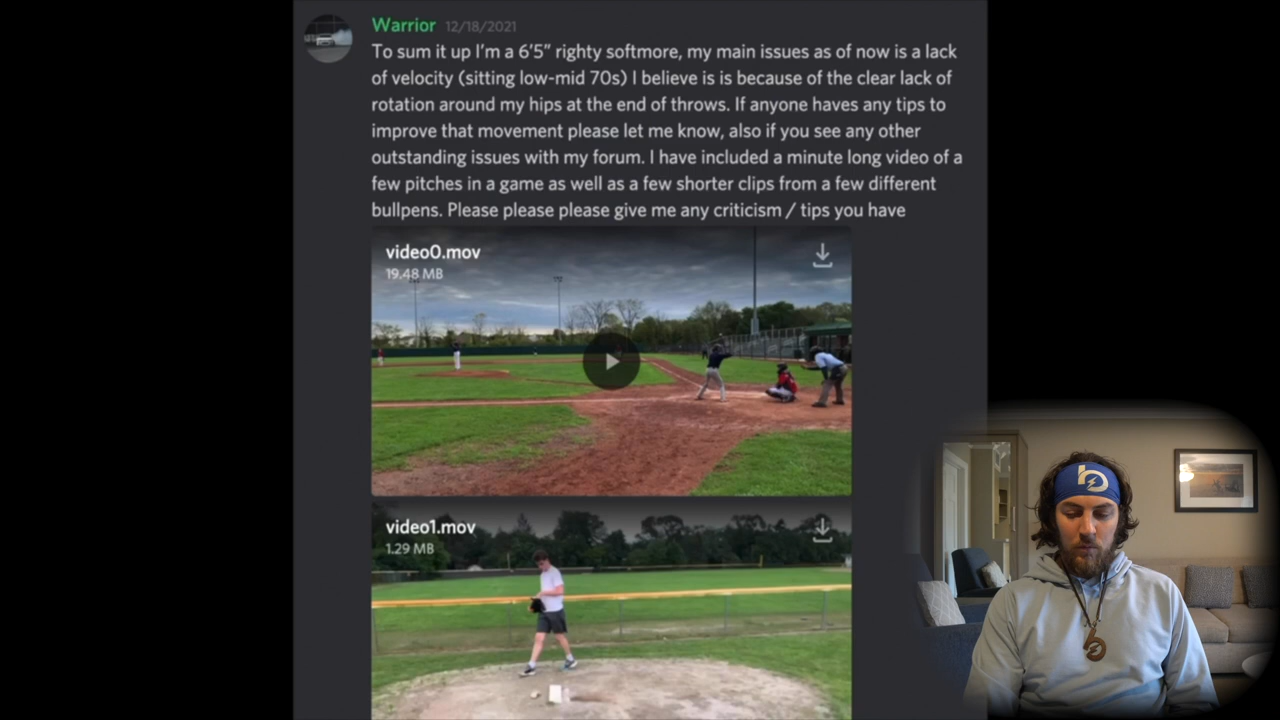 Warrior 12/18/2021
To sum it up I'm a 6'5" righty softmore, my main issues as of now is a lack
of velocity (sitting low-mid 70s) I believe is is because of the clear lack of
rotation around my hips at the end of throws. If anyone haves any tips to
improve that movement please let me know, also if you see any other
outstanding issues with my forum. I have included a minute long video of a
few pitches in a game as well as a few shorter clips from a few different
bullpens. Please please please give me any criticism / tips you have
video0.mov
19.48 MB
video1.mov
1.29 MB